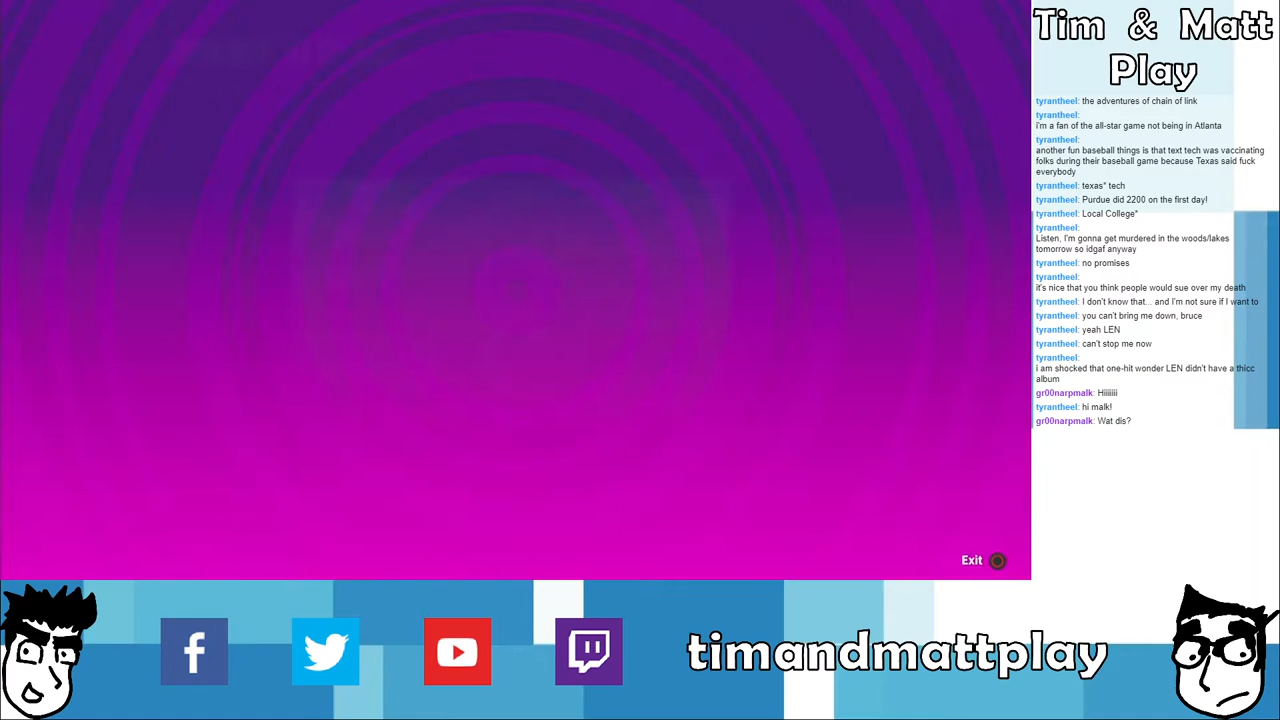 Tim & Matt
Play
tyrantheel: the adventures of chain of link
tyrantheel:
i'm a fan of the all-star game not being in Atlanta
tyrantheel:
another fun baseball things is that text tech was vaccinating
folks during their baseball game because Texas said fuck
everybody
tyrantheel: texas* tech
tyrantheel: Purdue did 2200 on the first day!
tyrantheel: Local College*
tyrantheel:
Listen, I'm gonna get murdered in the woods/lakes
tomorrow so idgaf anyway
tyrantheel: no promises
tyrantheel:
it's nice that you think people would sue over my death
tyrantheel: I don't know that... and I'm not sure if I want to
tyrantheel: you can't bring me down, bruce
tyrantheel: yeah LEN
tyrantheel: can't stop me now
tyrantheel:
i am shocked that one-hit wonder LEN didn't have a thicc
album
gr00narpmalk: Hiiiiiii
tyrantheel: hi malk!
gr00narpmalk: Wat dis?
Exit
timandmattplay